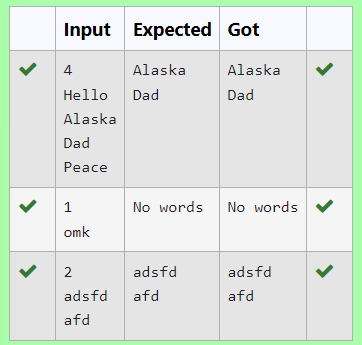 Input Expected Got
4 Alaska Alaska
Hello Dad Dad
Alaska
Dad
Peace
1 No words No words
omk
2 adsfd adsfd
adsfd afd afd
afd